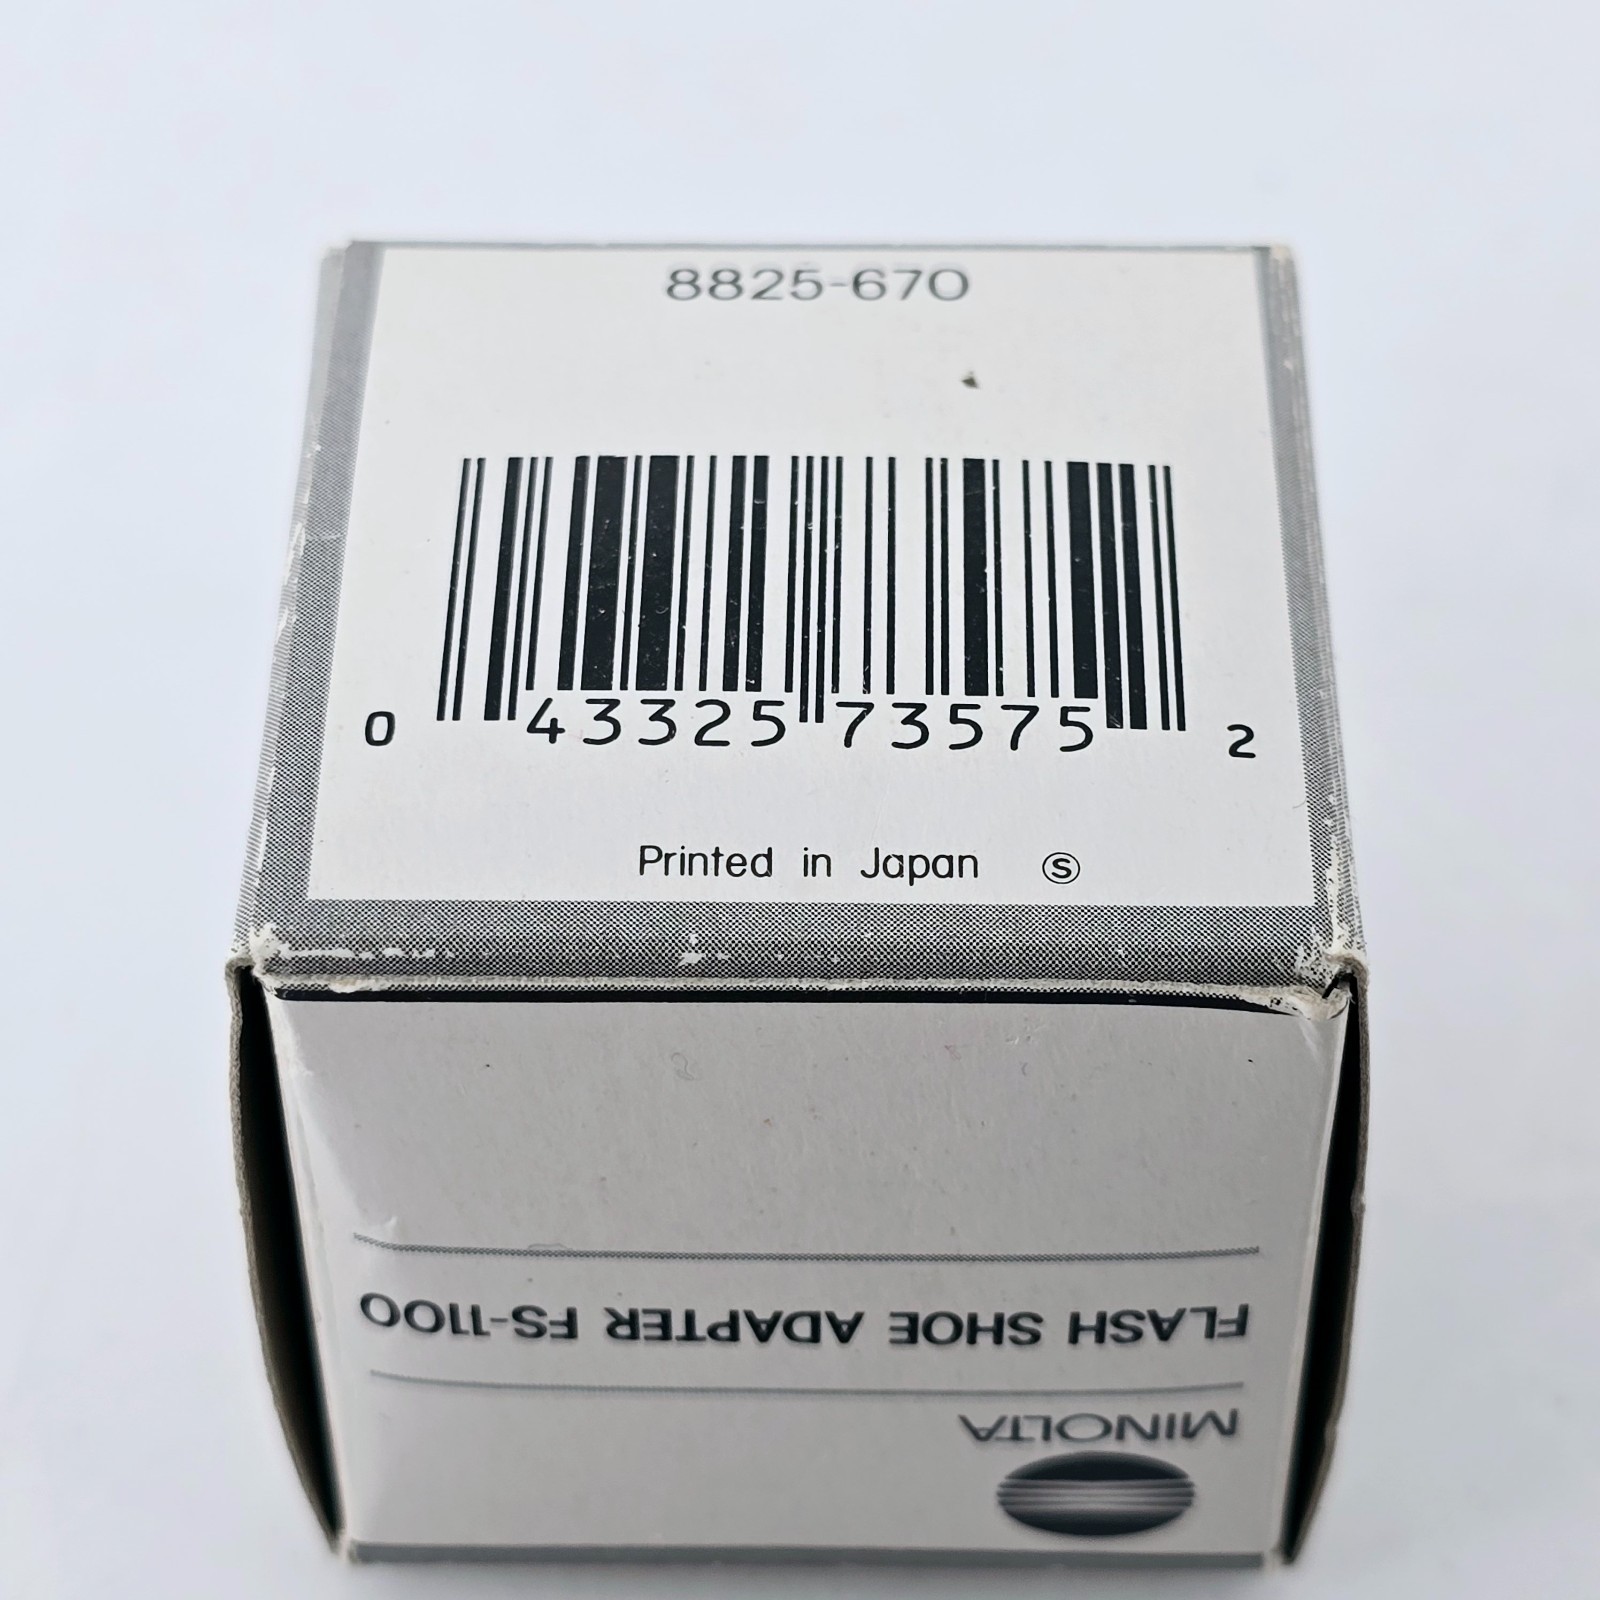 8825-670
0 43325 73575 2
Printed in Japan Ⓢ
FLASH SHOE ADAPTER FS-1100
MINOLTA